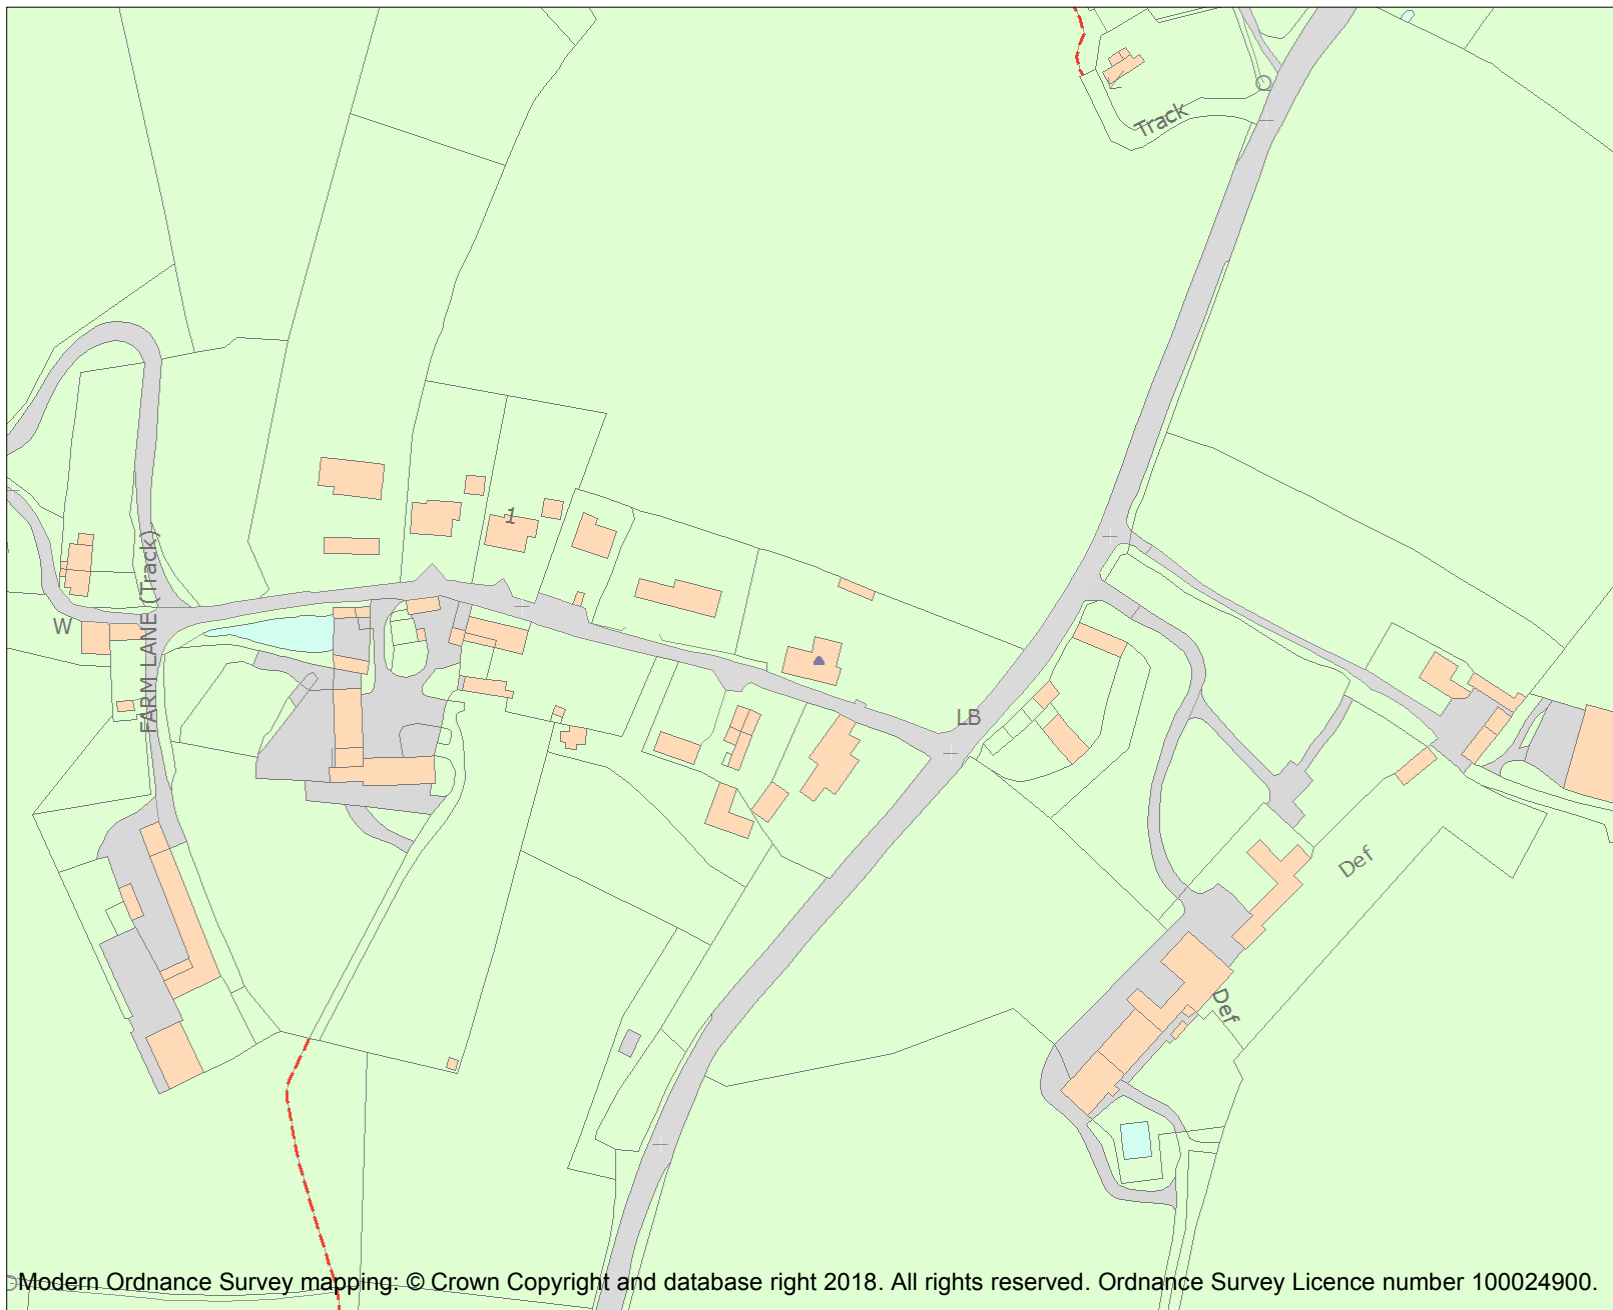 Track
1
FARM LANE (Track)
W
LB
Def
Def
Modern Ordnance Survey mapping: © Crown Copyright and database right 2018. All rights reserved. Ordnance Survey Licence number 100024900.